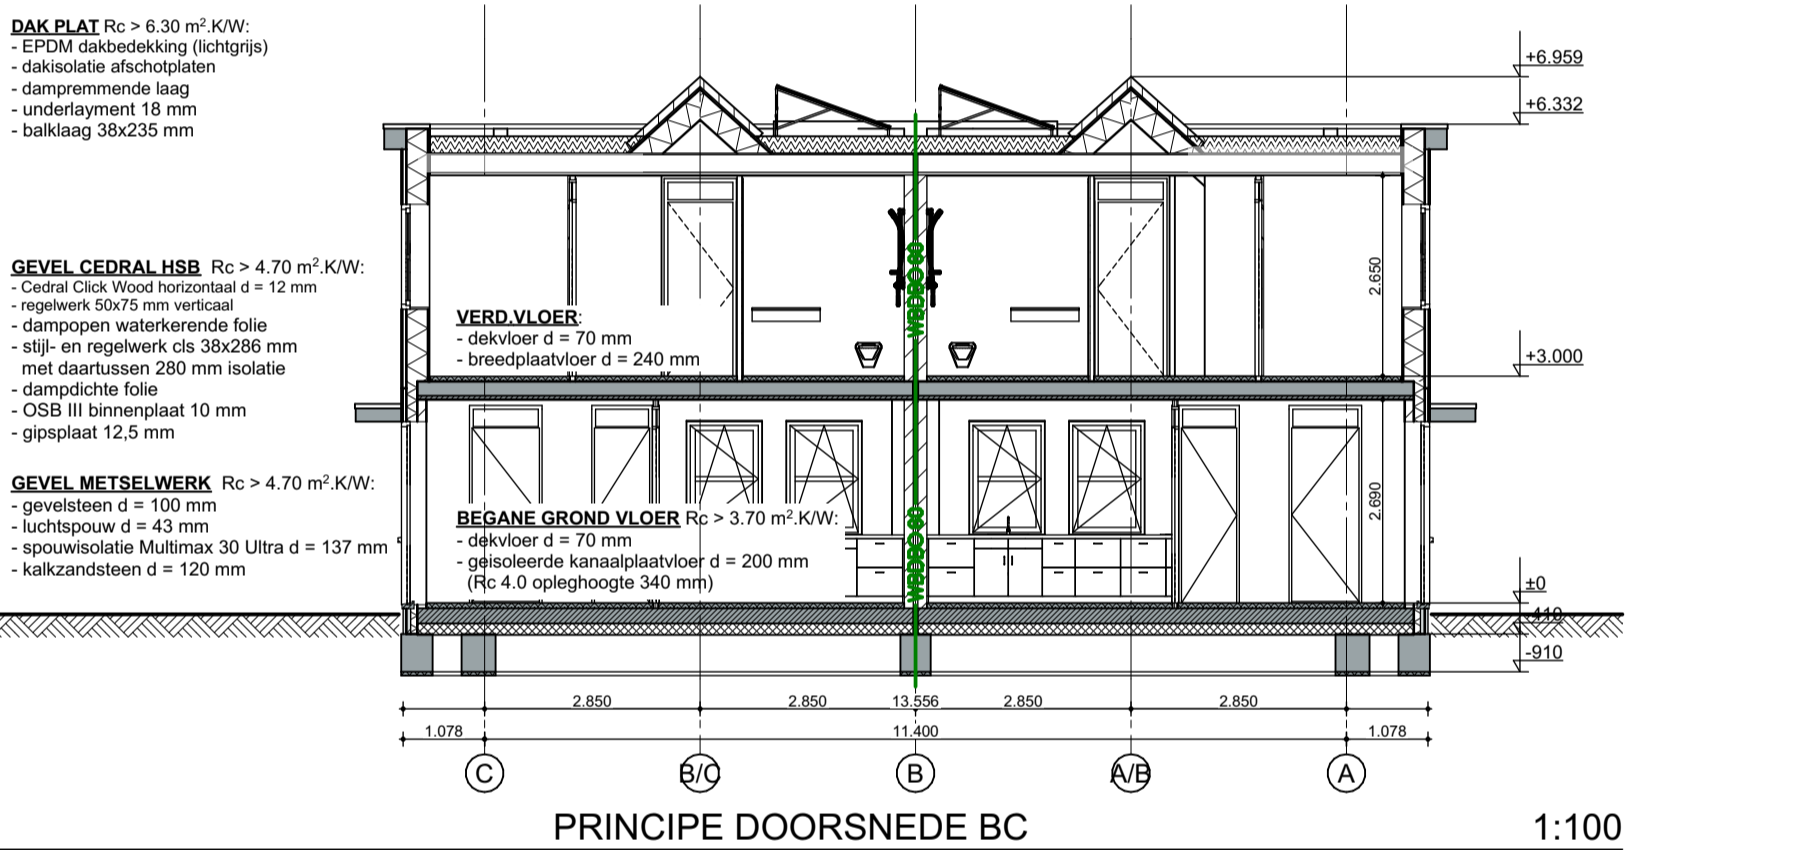 DAK PLAT Rc > 6.30 m².K/W:
- EPDM dakbedekking (lichtgrijs)
- dakisolatie afschotplaten
- dampremmende laag
- underlayment 18 mm
- balklaag 38x235 mm
+6.959
+6.332
GEVEL CEDRAL HSB Rc > 4.70 m².K/W:
- Cedral Click Wood horizontaal d = 12 mm
- regelwerk 50x75 mm verticaal
- dampopen waterkerende folie
- stijl- en regelwerk cls 38x286 mm
met daartussen 280 mm isolatie
- dampdichte folie
- OSB III binnenplaat 10 mm
- gipsplaat 12,5 mm
VERD.VLOER:
- dekvloer d = 70 mm
- breedplaatvloer d = 240 mm
WBDBO 60
2.650
+3.000
GEVEL METSELWERK Rc > 4.70 m².K/W:
- gevelsteen d = 100 mm
- luchtspouw d = 43 mm
- spouwisolatie Multimax 30 Ultra d = 137 mm
- kalkzandsteen d = 120 mm
BEGANE GROND VLOER Rc > 3.70 m².K/W:
- dekvloer d = 70 mm
- geisoleerde kanaalplaatvloer d = 200 mm
(Rc 4.0 opleghoogte 340 mm)
WBDBO 60
2.690
±0
-410
-910
2.850
2.850
13.556
2.850
2.850
1.078
11.400
1.078
C
B/C
B
A/B
A
PRINCIPE DOORSNEDE BC
1:100